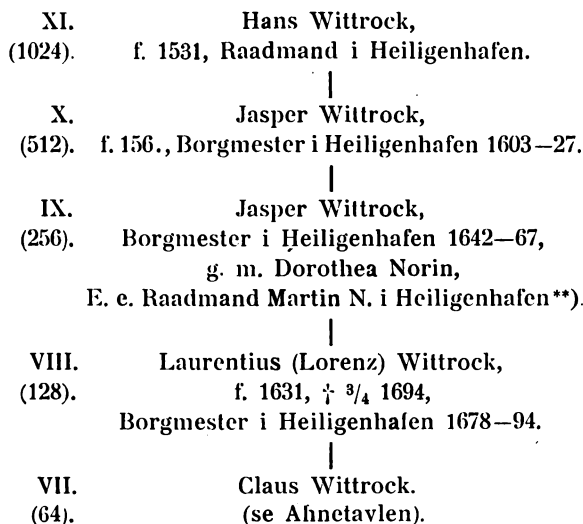 XI. Hans Wittrock,
(1024). f. 1531, Raadmand i Heiligenhafen.
X. Jasper Wittrock,
(512). f. 156., Borgmester i Heiligenhafen 1603—27.
IX. Jasper Wittrock,
(256). Borgmester i Heiligenhafen 1642—67,
g. m. Dorothea Norin,
E. e. Raadmand Martin N. i Heiligenhafen**).
VIII. Laurentius (Lorenz) Wittrock,
(128). f. 1631, † 3/4 1694,
Borgmester i Heiligenhafen 1678—94.
VII. Claus Wittrock.
(64). (se Ahnetavlen).